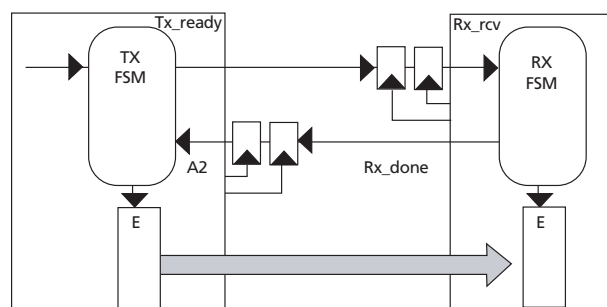 Tx_ready
Rx_rcv
TX
FSM
RX
FSM
A2
Rx_done
E
E